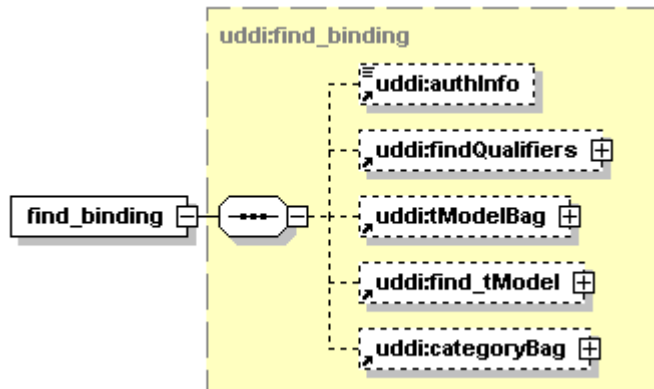 uddi:find_binding
uddi:authInfo
uddi:findQualifiers
find_binding
uddi:tModelBag
uddi:find_tModel
uddi:categoryBag